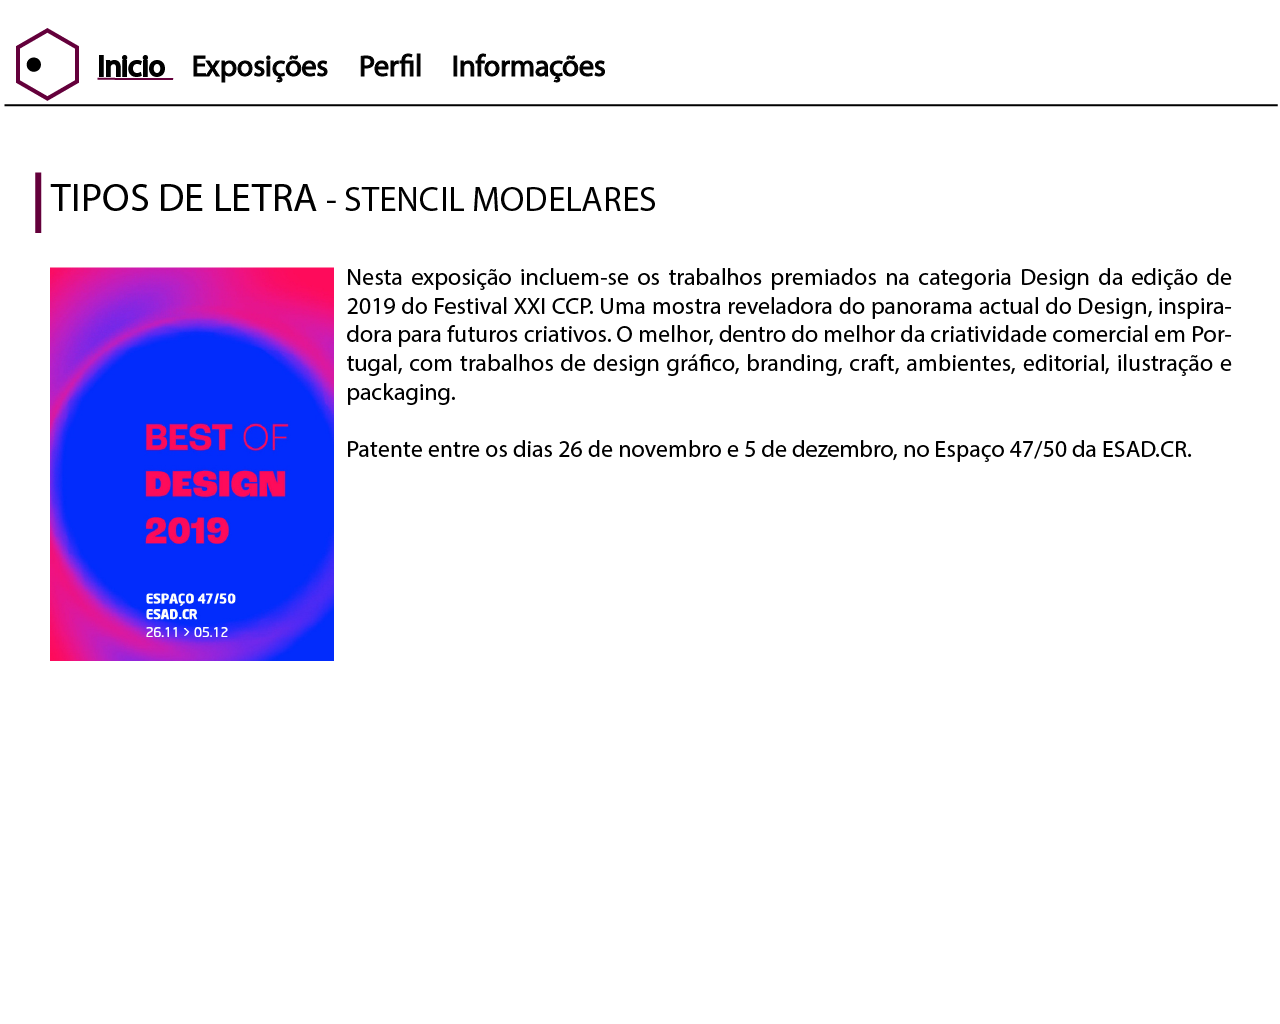 Inicio Exposições Perfil Informações
TIPOS DE LETRA - STENCIL MODELARES
Nesta exposição incluem-se os trabalhos premiados na categoria Design da edição de
2019 do Festival XXI CCP. Uma mostra reveladora do panorama actual do Design, inspira-
dora para futuros criativos. O melhor, dentro do melhor da criatividade comercial em Por-
tugal, com trabalhos de design gráfico, branding, craft, ambientes, editorial, ilustração e
packaging.
Patente entre os dias 26 de novembro e 5 de dezembro, no Espaço 47/50 da ESAD.CR.
BEST OF
DESIGN
2019
ESPAÇO 47/50
ESAD.CR
26.11 > 05.12